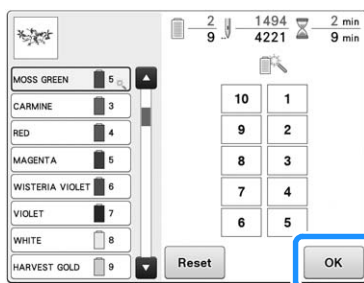 2 1494 2 min
9 4221 9 min
MOSS GREEN 5
CARMINE 3
RED 4
MAGENTA 5
WISTERIA VIOLET 6
VIOLET 7
WHITE 8
HARVEST GOLD 9
10 1
9 2
8 3
7 4
6 5
Reset OK